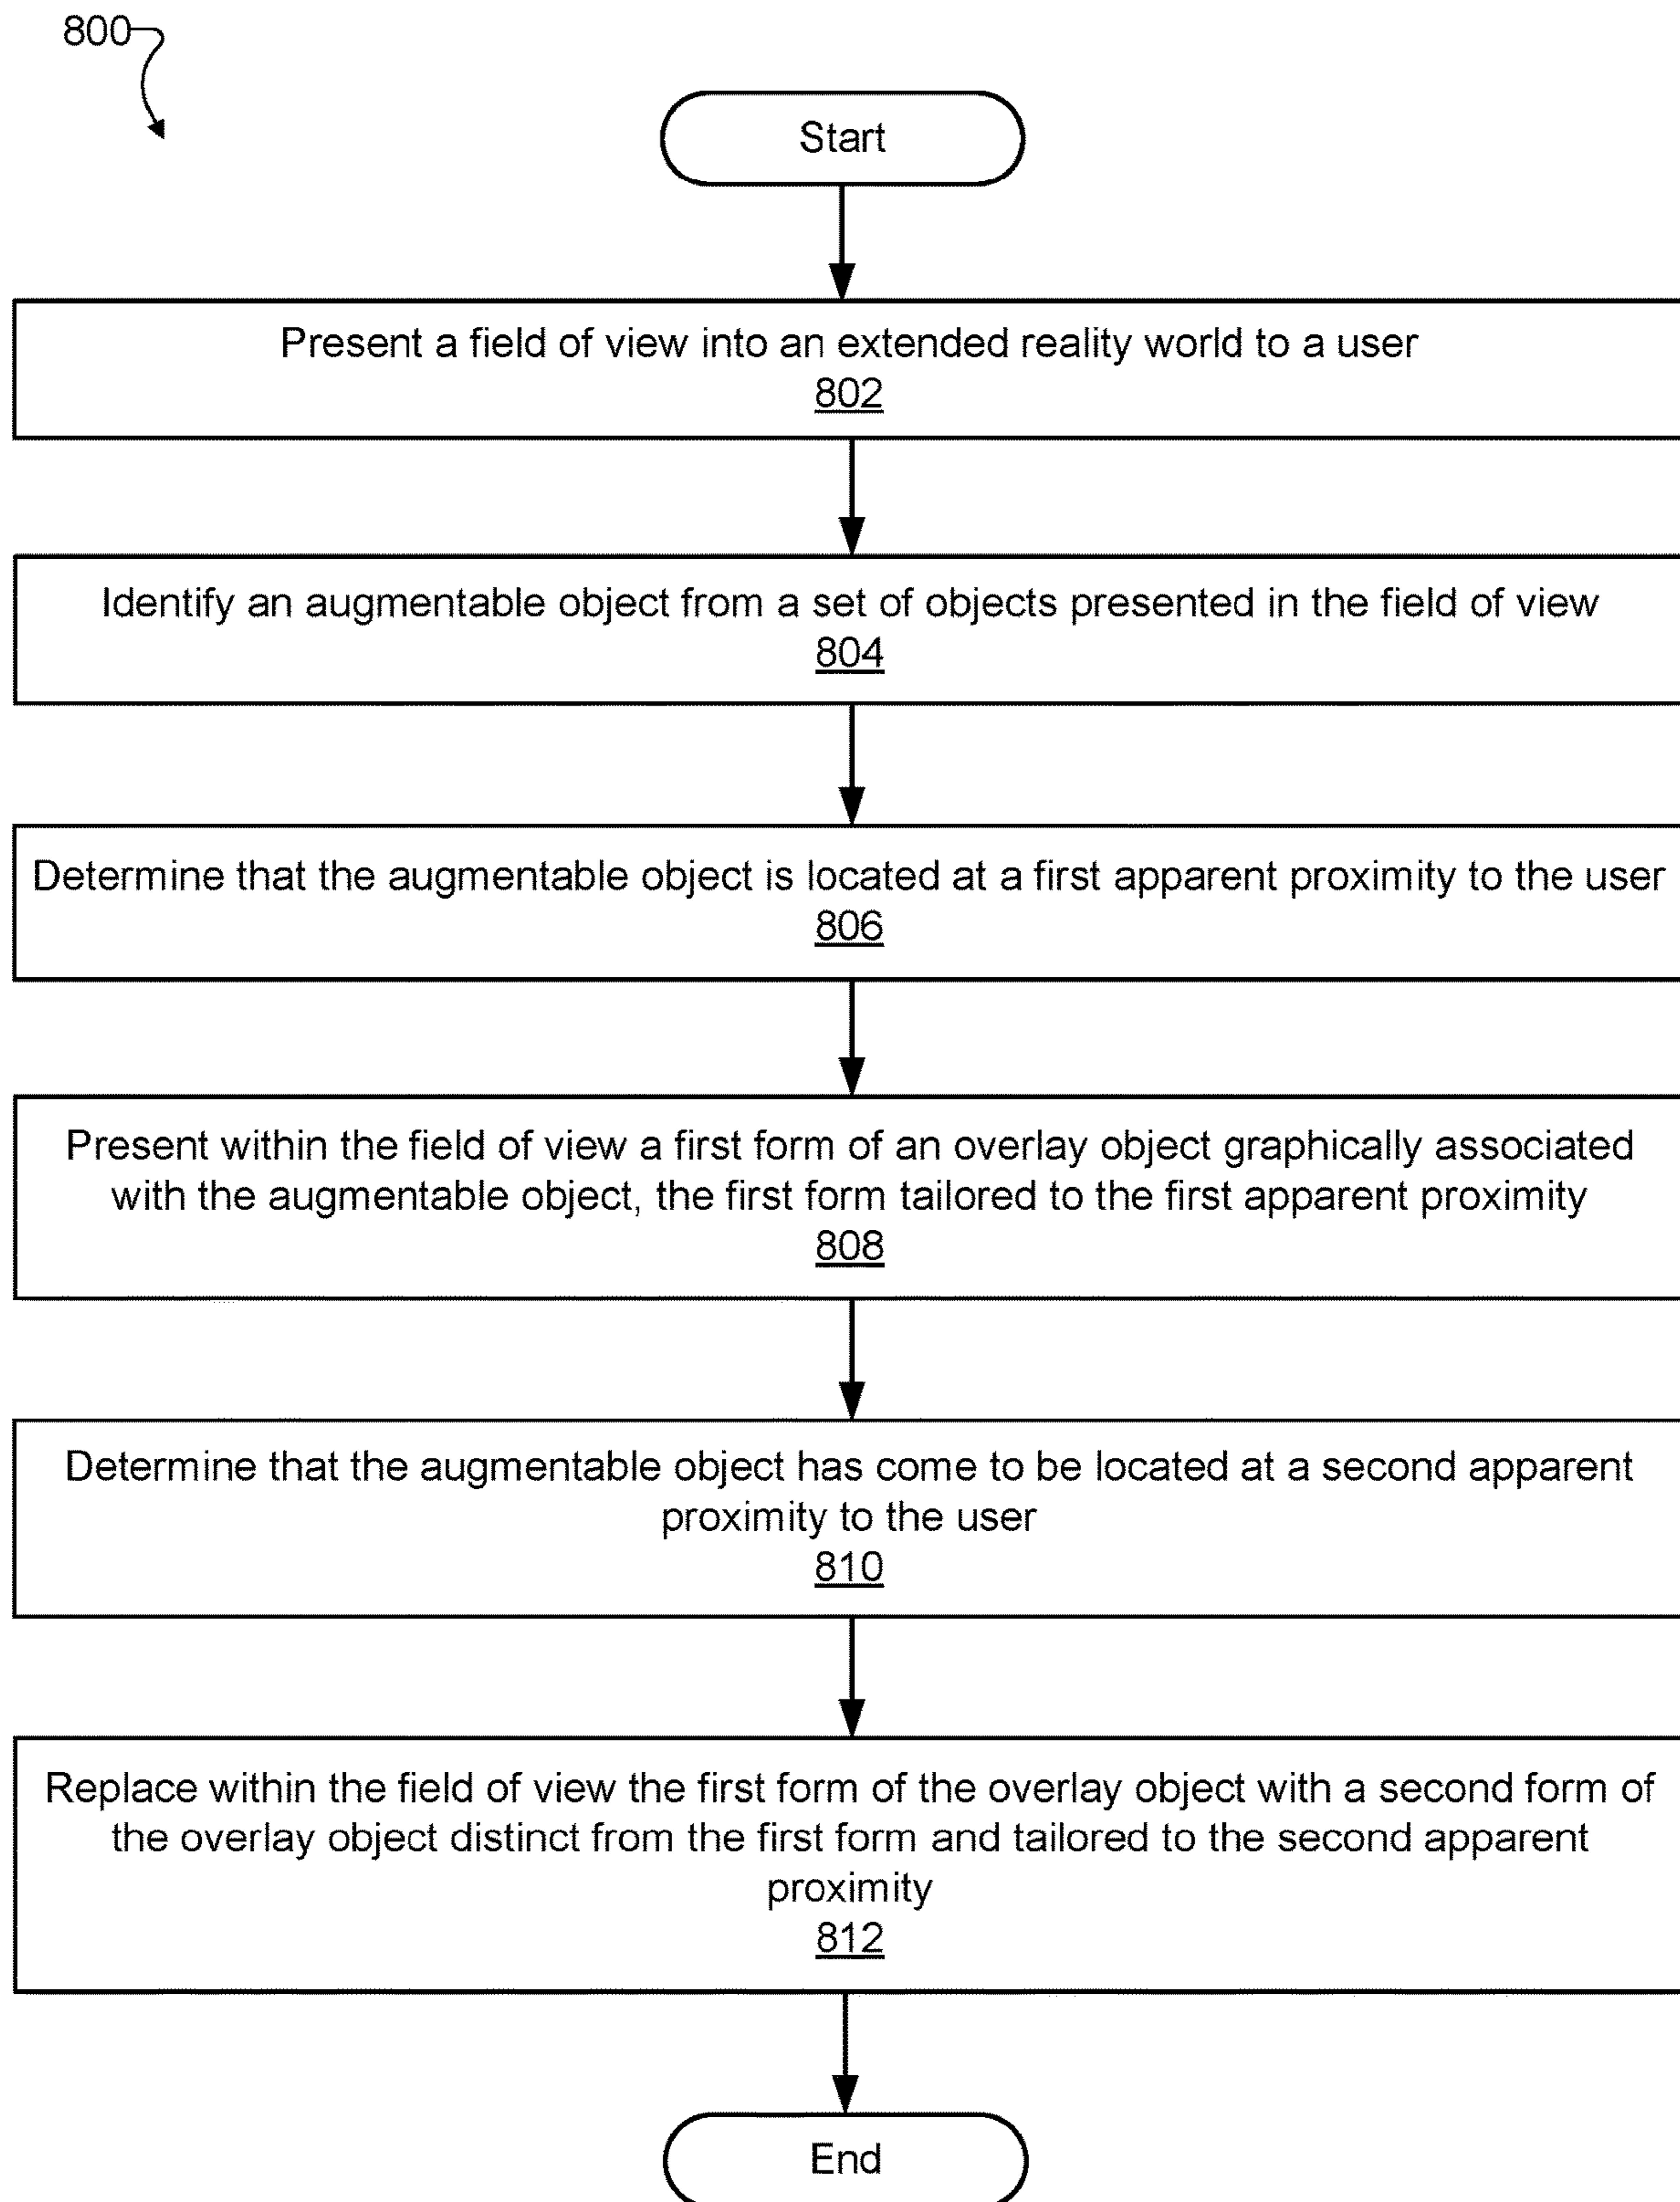 800
Start
Present a field of view into an extended reality world to a user
802
Identify an augmentable object from a set of objects presented in the field of view
804
Determine that the augmentable object is located at a first apparent proximity to the user
806
Present within the field of view a first form of an overlay object graphically associated
with the augmentable object, the first form tailored to the first apparent proximity
808
Determine that the augmentable object has come to be located at a second apparent
proximity to the user
810
Replace within the field of view the first form of the overlay object with a second form of
the overlay object distinct from the first form and tailored to the second apparent
proximity
812
End